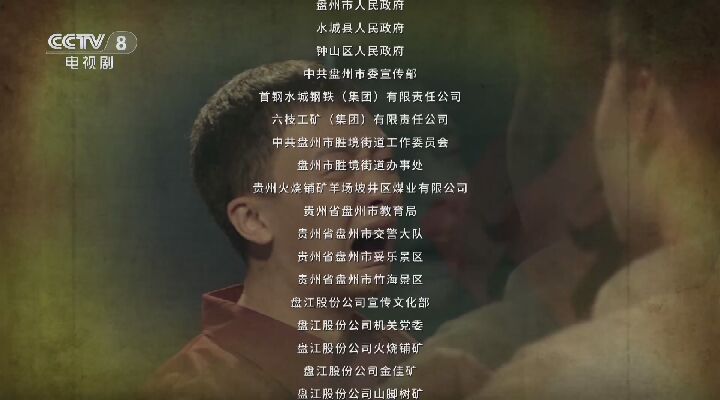 盘州市人民政府
水城县人民政府
钟山区人民政府
CCTV 8
电视剧
中共盘州市委宣传部
首钢水城钢铁（集团）有限责任公司
六枝工矿（集团）有限责任公司
中共盘州市胜境街道工作委员会
盘州市胜境街道办事处
贵州火烧铺矿羊场坡井区煤业有限公司
贵州省盘州市教育局
贵州省盘州市交警大队
贵州省盘州市妥乐景区
贵州省盘州市竹海景区
盘江股份公司宣传文化部
盘江股份公司机关党委
盘江股份公司火烧铺矿
盘江股份公司金佳矿
盘江股份公司山脚树矿